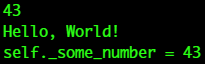 43
Hello, World!
self._some_number = 43